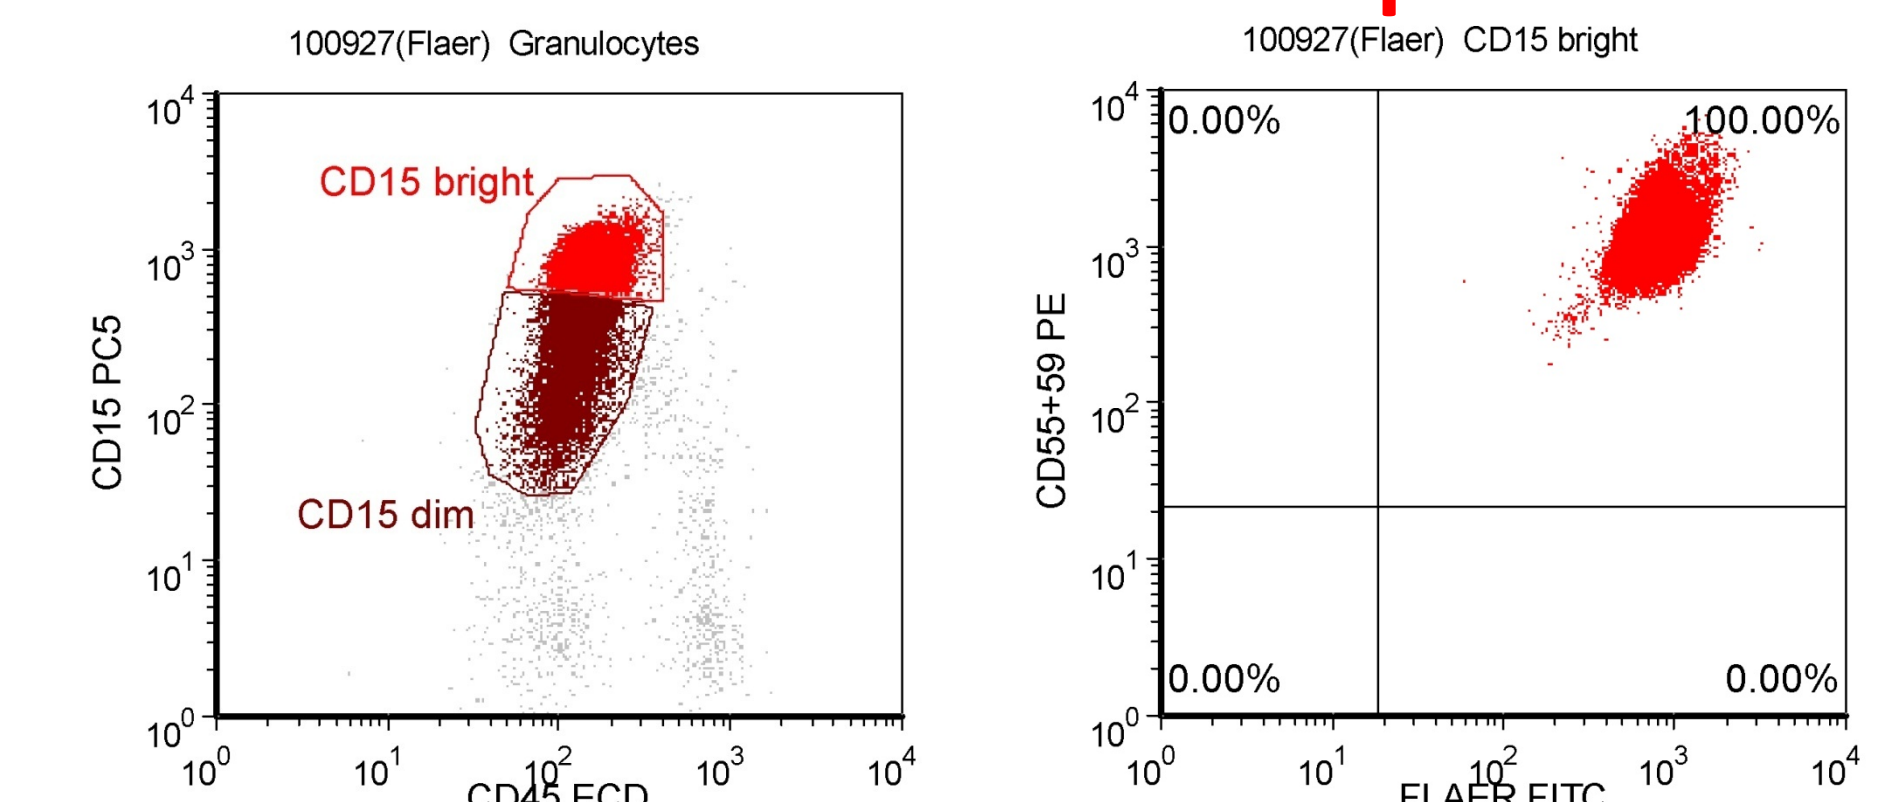 100927(Flaer) Granulocytes
10^4
10^3
10^2
10^1
10^0
CD15 PC5
CD15 bright
CD15 dim
10^0 10^1 10^2 10^3 10^4
CD45 ECD
100927(Flaer) CD15 bright
10^4
10^3
10^2
10^1
10^0
CD55+59 PE
0.00% 100.00%
0.00% 0.00%
10^0 10^1 10^2 10^3 10^4
FLAER FITC